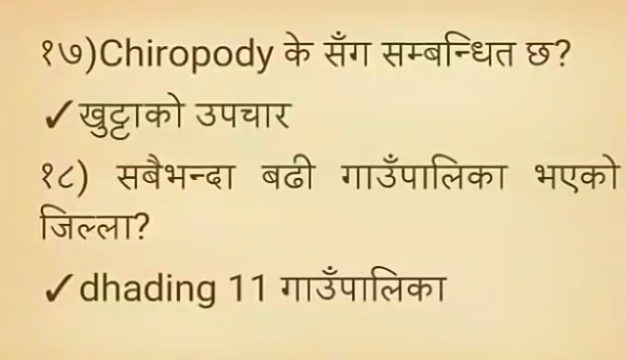 १७)Chiropody के सँग सम्बन्धित छ?
✓खुट्टाको उपचार
१८) सबैभन्दा बढी गाउँपालिका भएको
जिल्ला?
✓dhading 11 गाउँपालिका